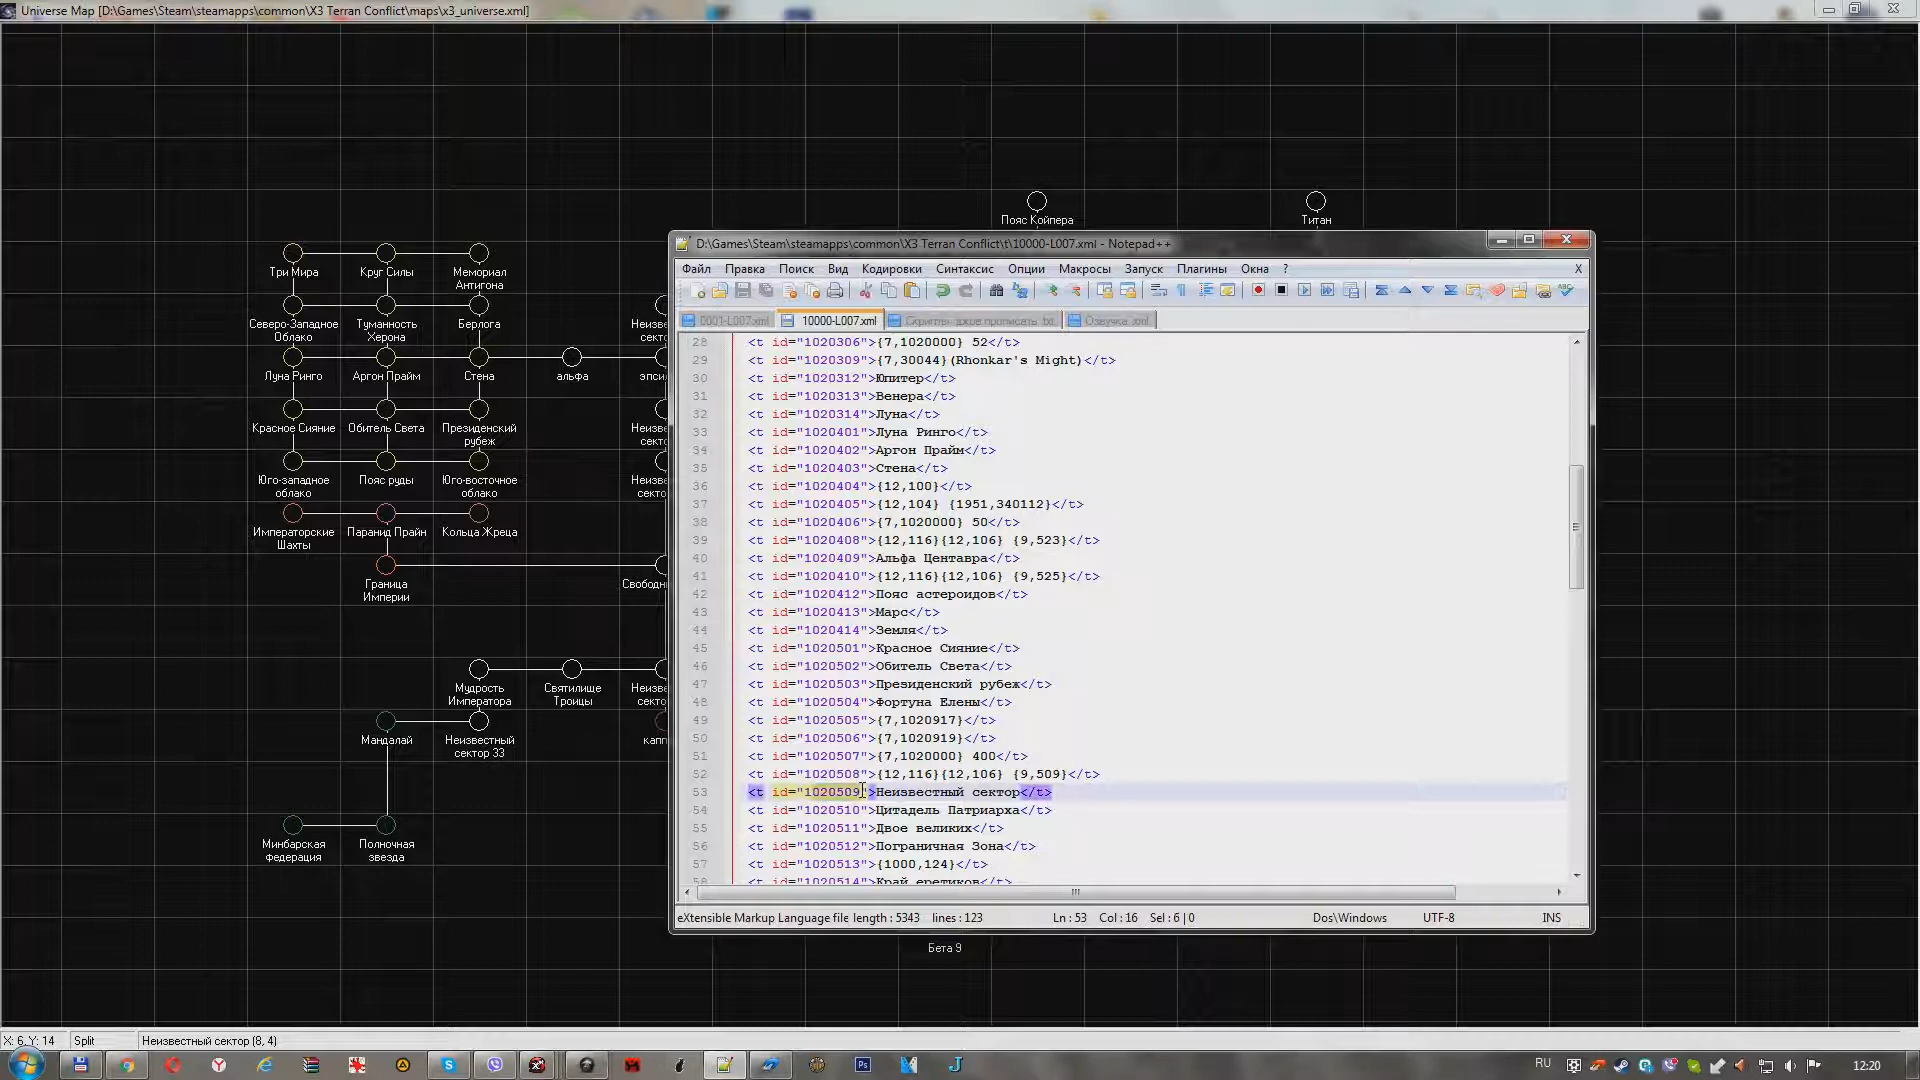 Universe Map [D:\Games\Steam\steamapps\common\X3 Terran Conflict\maps\x3_universe.xml]
Пояс Койпера
Титан
Три Мира
Круг Силы
Мемориал
Антигона
Северо-Западное
Облако
Туманность
Херона
Берлога
Луна Ринго
Аргон Прайм
Стена
альфа
Красное Сияние
Обитель Света
Президенский
рубеж
Юго-западное
облако
Пояс руды
Юго-восточное
облако
Императорские
Шахты
Паранид Прайн
Кольца Жреца
Граница
Империи
Мудрость
Императора
Святилище
Троицы
Мандалай
Неизвестный
сектор 33
Минбарская
федерация
Полночная
звезда
Бета 9
D:\Games\Steam\steamapps\common\X3 Terran Conflict\t\10000-L007.xml - Notepad++
Файл Правка Поиск Вид Кодировки Синтаксис Опции Макросы Запуск Плагины Окна ? X
0001-L007.xml 10000-L007.xml Озвучка.xml
28 <t id="1020306">{7,1020000} 52</t>
29 <t id="1020309">{7,30044}(Rhonkar's Might)</t>
30 <t id="1020312">Юпитер</t>
31 <t id="1020313">Венера</t>
32 <t id="1020314">Луна</t>
33 <t id="1020401">Луна Ринго</t>
34 <t id="1020402">Аргон Прайм</t>
35 <t id="1020403">Стена</t>
36 <t id="1020404">{12,100}</t>
37 <t id="1020405">{12,104} {1951,340112}</t>
38 <t id="1020406">{7,1020000} 50</t>
39 <t id="1020408">{12,116}{12,106} {9,523}</t>
40 <t id="1020409">Альфа Центавра</t>
41 <t id="1020410">{12,116}{12,106} {9,525}</t>
42 <t id="1020412">Пояс астероидов</t>
43 <t id="1020413">Марс</t>
44 <t id="1020414">Земля</t>
45 <t id="1020501">Красное Сияние</t>
46 <t id="1020502">Обитель Света</t>
47 <t id="1020503">Президенский рубеж</t>
48 <t id="1020504">Фортуна Елены</t>
49 <t id="1020505">{7,1020917}</t>
50 <t id="1020506">{7,1020919}</t>
51 <t id="1020507">{7,1020000} 400</t>
52 <t id="1020508">{12,116}{12,106} {9,509}</t>
53 <t id="1020509">Неизвестный сектор</t>
54 <t id="1020510">Цитадель Патриарха</t>
55 <t id="1020511">Двое великих</t>
56 <t id="1020512">Пограничная Зона</t>
57 <t id="1020513">{1000,124}</t>
58 <t id="1020514">Край еретиков</t>
eXtensible Markup Language file length : 5343 lines : 123 Ln : 53 Col : 16 Sel : 6 | 0 Dos\Windows UTF-8 INS
X: 6, Y: 14 Split Неизвестный сектор (8, 4)
RU 12:20